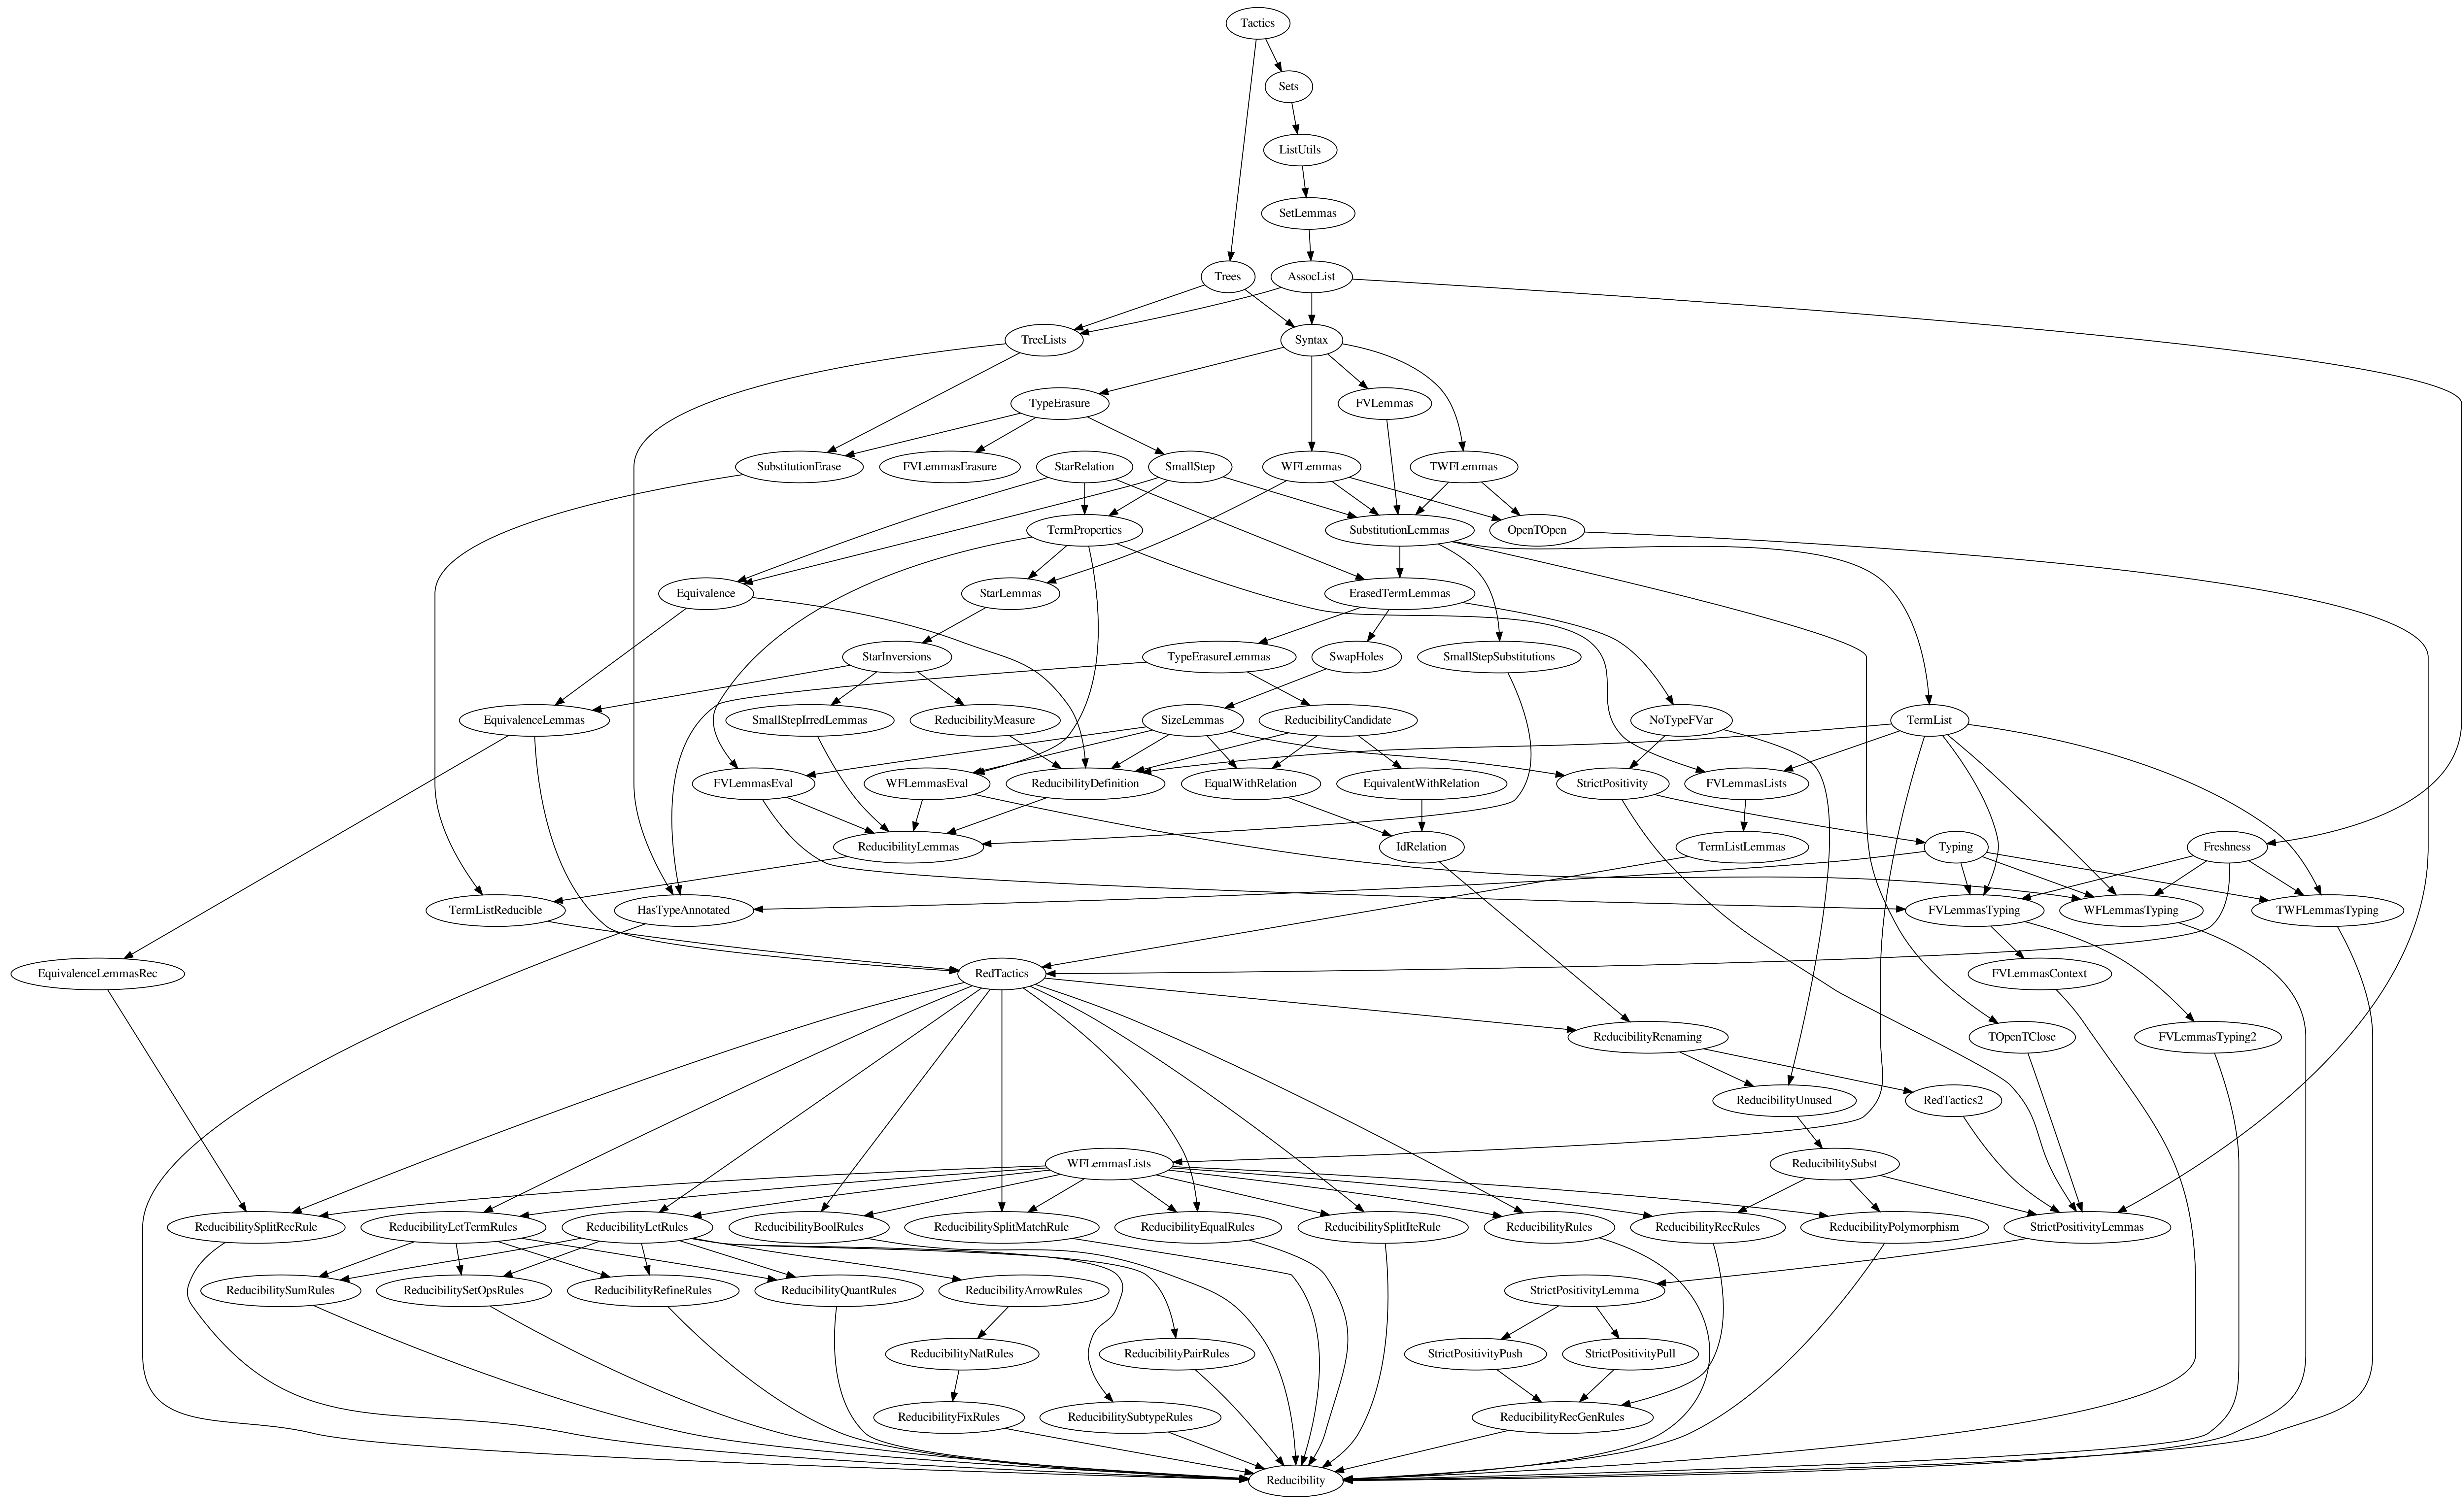 Tactics
Sets
ListUtils
SetLemmas
Trees
AssocList
TreeLists
Syntax
TypeErasure
FVLemmas
SubstitutionErase
FVLemmasErasure
StarRelation
SmallStep
WFLemmas
TWFLemmas
TermProperties
SubstitutionLemmas
OpenTOpen
Equivalence
StarLemmas
ErasedTermLemmas
StarInversions
TypeErasureLemmas
SwapHoles
SmallStepSubstitutions
EquivalenceLemmas
SmallStepIrredLemmas
ReducibilityMeasure
SizeLemmas
ReducibilityCandidate
NoTypeFVar
TermList
FVLemmasEval
WFLemmasEval
ReducibilityDefinition
EqualWithRelation
EquivalentWithRelation
StrictPositivity
FVLemmasLists
ReducibilityLemmas
IdRelation
TermListLemmas
Typing
Freshness
TermListReducible
HasTypeAnnotated
FVLemmasTyping
WFLemmasTyping
TWFLemmasTyping
EquivalenceLemmasRec
RedTactics
FVLemmasContext
ReducibilityRenaming
TOpenTClose
FVLemmasTyping2
ReducibilityUnused
RedTactics2
WFLemmasLists
ReducibilitySubst
ReducibilitySplitRecRule
ReducibilityLetTermRules
ReducibilityLetRules
ReducibilityBoolRules
ReducibilitySplitMatchRule
ReducibilityEqualRules
ReducibilitySplitIteRule
ReducibilityRules
ReducibilityRecRules
ReducibilityPolymorphism
StrictPositivityLemmas
ReducibilitySumRules
ReducibilitySetOpsRules
ReducibilityRefineRules
ReducibilityQuantRules
ReducibilityArrowRules
StrictPositivityLemma
ReducibilityNatRules
ReducibilityPairRules
StrictPositivityPush
StrictPositivityPull
ReducibilityFixRules
ReducibilitySubtypeRules
ReducibilityRecGenRules
Reducibility